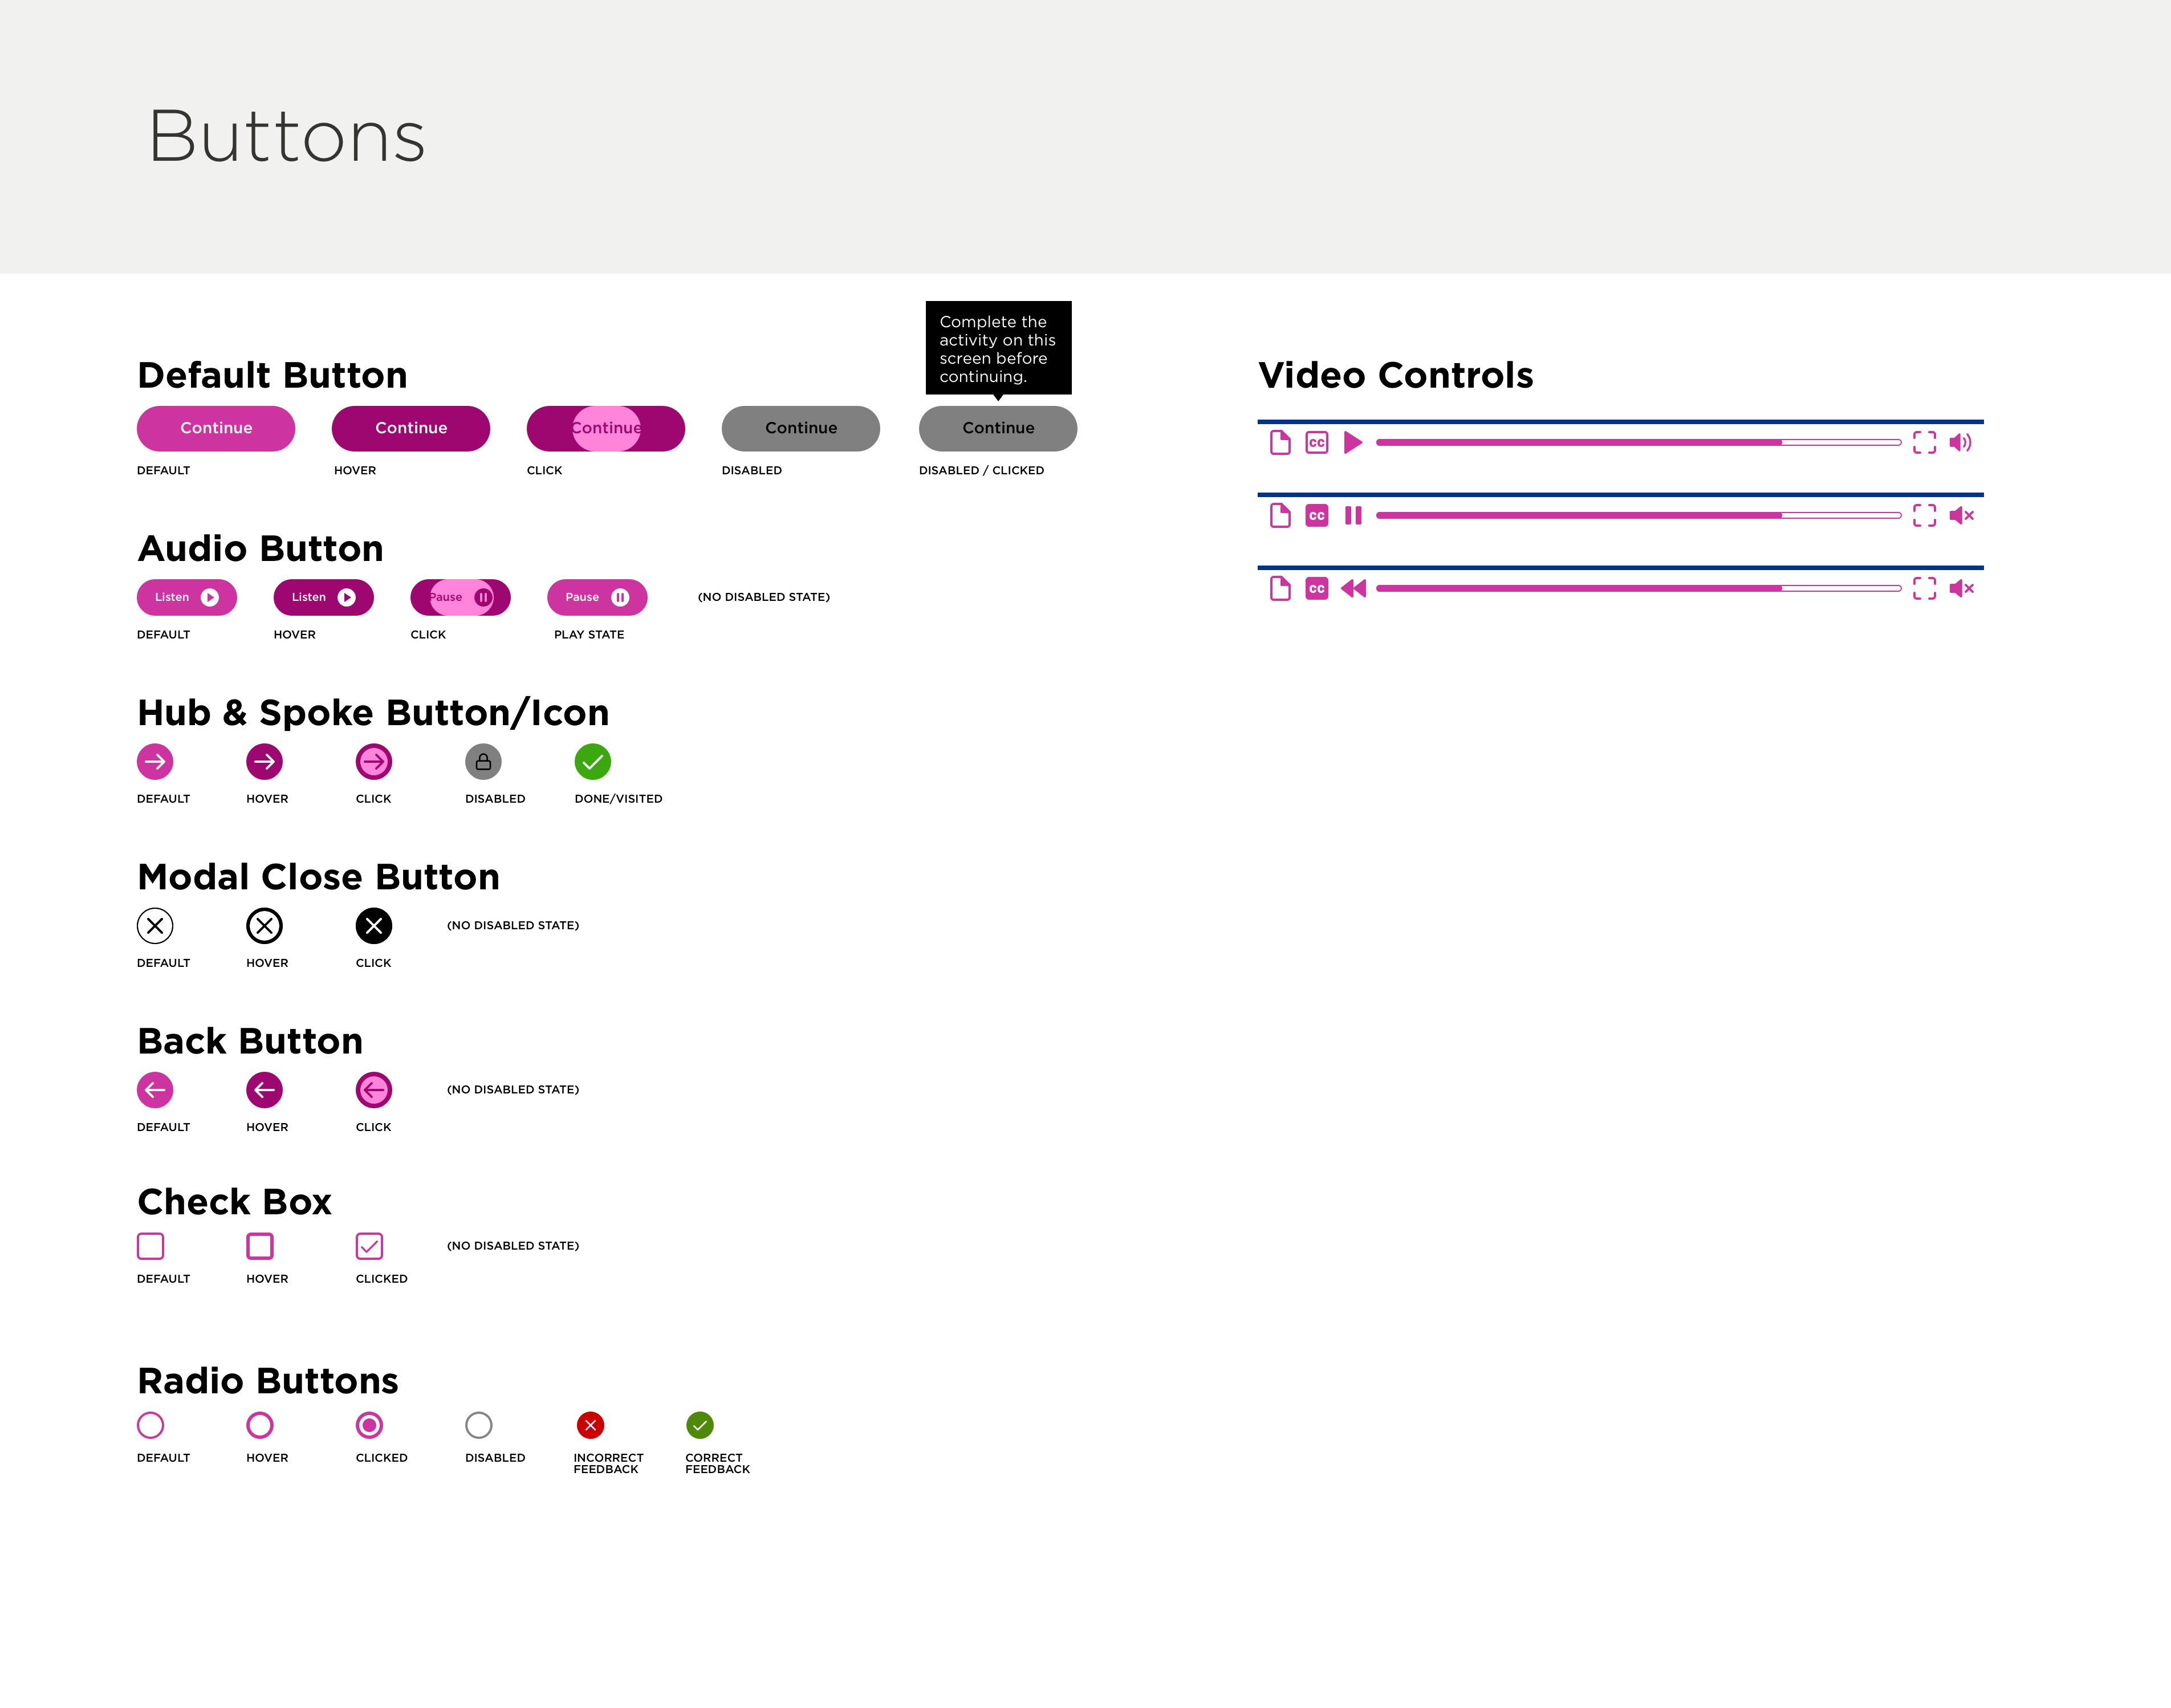 Buttons
Default Button
Complete the
activity on this
screen before
continuing.
Continue
Continue
Continue
Continue
Continue
DEFAULT
HOVER
CLICK
DISABLED
DISABLED / CLICKED
Audio Button
Listen
Listen
Pause
Pause
(NO DISABLED STATE)
DEFAULT
HOVER
CLICK
PLAY STATE
Hub & Spoke Button/Icon
DEFAULT
HOVER
CLICK
DISABLED
DONE/VISITED
Modal Close Button
(NO DISABLED STATE)
DEFAULT
HOVER
CLICK
Back Button
(NO DISABLED STATE)
DEFAULT
HOVER
CLICK
Check Box
(NO DISABLED STATE)
DEFAULT
HOVER
CLICKED
Radio Buttons
DEFAULT
HOVER
CLICKED
DISABLED
INCORRECT
FEEDBACK
CORRECT
FEEDBACK
Video Controls
CC
CC
CC